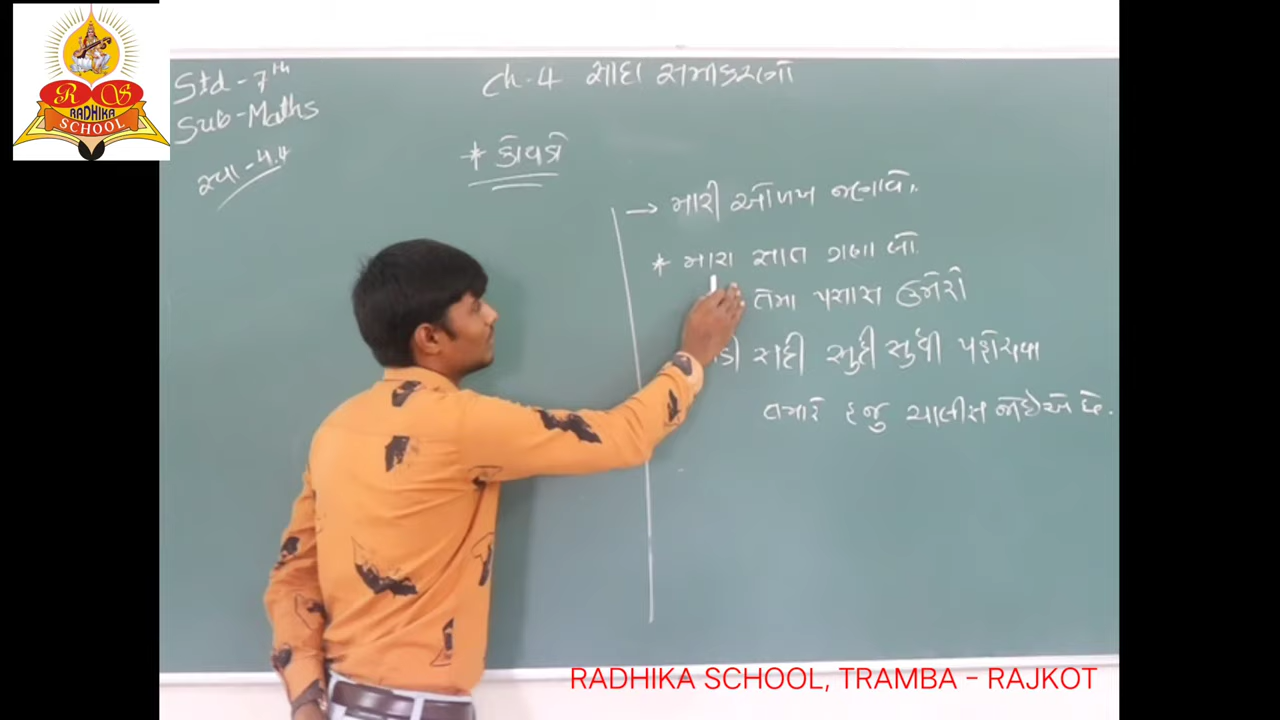 R S
RADHIKA
SCHOOL
Std - 7th
Sub - Maths
સ્વા - 4.4
Ch. 4 સાદા સમીકરણો
* કોયડો
→ મારી ઓળખ જણાવો.
* મારા સાત ગણા લો.
તેમા પચાસ ઉમેરો
સદી સુધી પહોંચવા
તમારે હજુ ચાલીસ જોઈએ છે.
RADHIKA SCHOOL, TRAMBA - RAJKOT